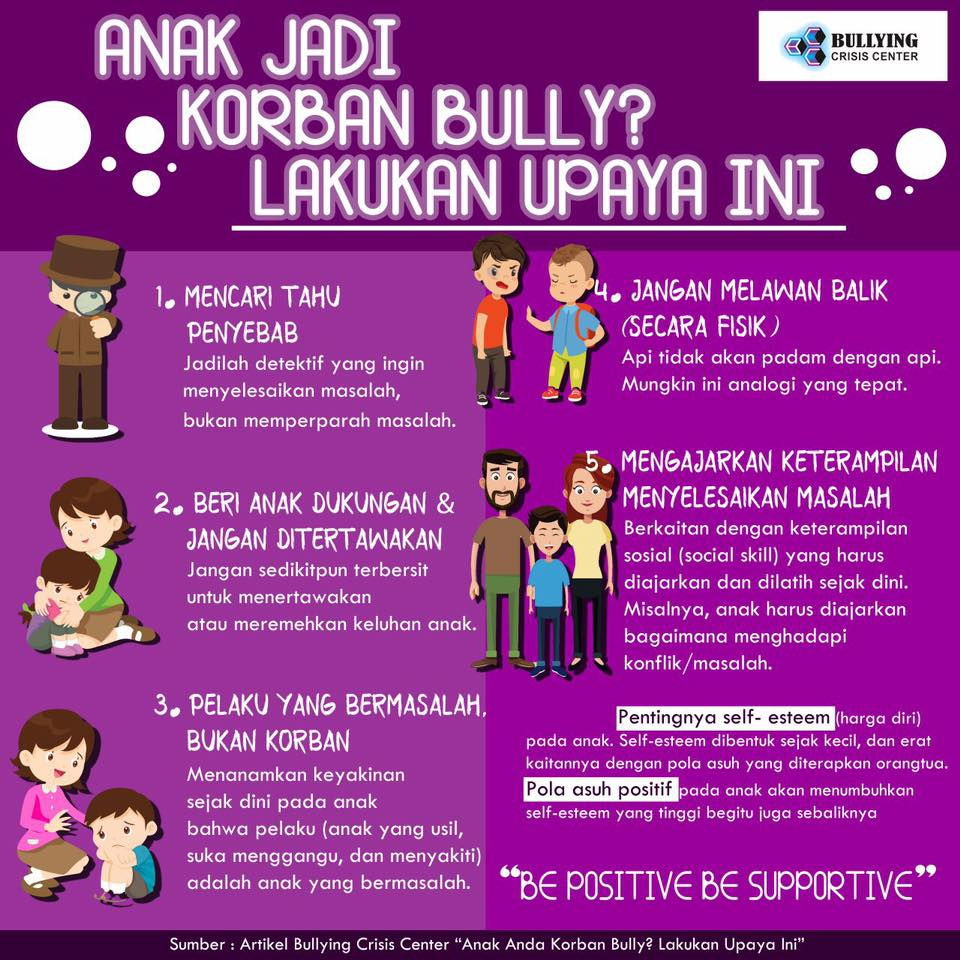 ANAK JADI
KORBAN BULLY?
LAKUKAN UPAYA INI
BULLYING
CRISIS CENTER
1. MENCARI TAHU
PENYEBAB
Jadilah detektif yang ingin
menyelesaikan masalah,
bukan memperparah masalah.
2. BERI ANAK DUKUNGAN &
JANGAN DITERTAWAKAN
Jangan sedikitpun terbersit
untuk menertawakan
atau meremehkan keluhan anak.
3. PELAKU YANG BERMASALAH,
BUKAN KORBAN
Menanamkan keyakinan
sejak dini pada anak
bahwa pelaku (anak yang usil,
suka menggangu, dan menyakiti)
adalah anak yang bermasalah.
4. JANGAN MELAWAN BALIK
(SECARA FISIK)
Api tidak akan padam dengan api.
Mungkin ini analogi yang tepat.
5. MENGAJARKAN KETERAMPILAN
MENYELESAIKAN MASALAH
Berkaitan dengan keterampilan
sosial (social skill) yang harus
diajarkan dan dilatih sejak dini.
Misalnya, anak harus diajarkan
bagaimana menghadapi
konflik/masalah.
Pentingnya self- esteem (harga diri)
pada anak. Self-esteem dibentuk sejak kecil, dan erat
kaitannya dengan pola asuh yang diterapkan orangtua.
Pola asuh positif pada anak akan menumbuhkan
self-esteem yang tinggi begitu juga sebaliknya
“BE POSITIVE BE SUPPORTIVE”
Sumber : Artikel Bullying Crisis Center “Anak Anda Korban Bully? Lakukan Upaya Ini”